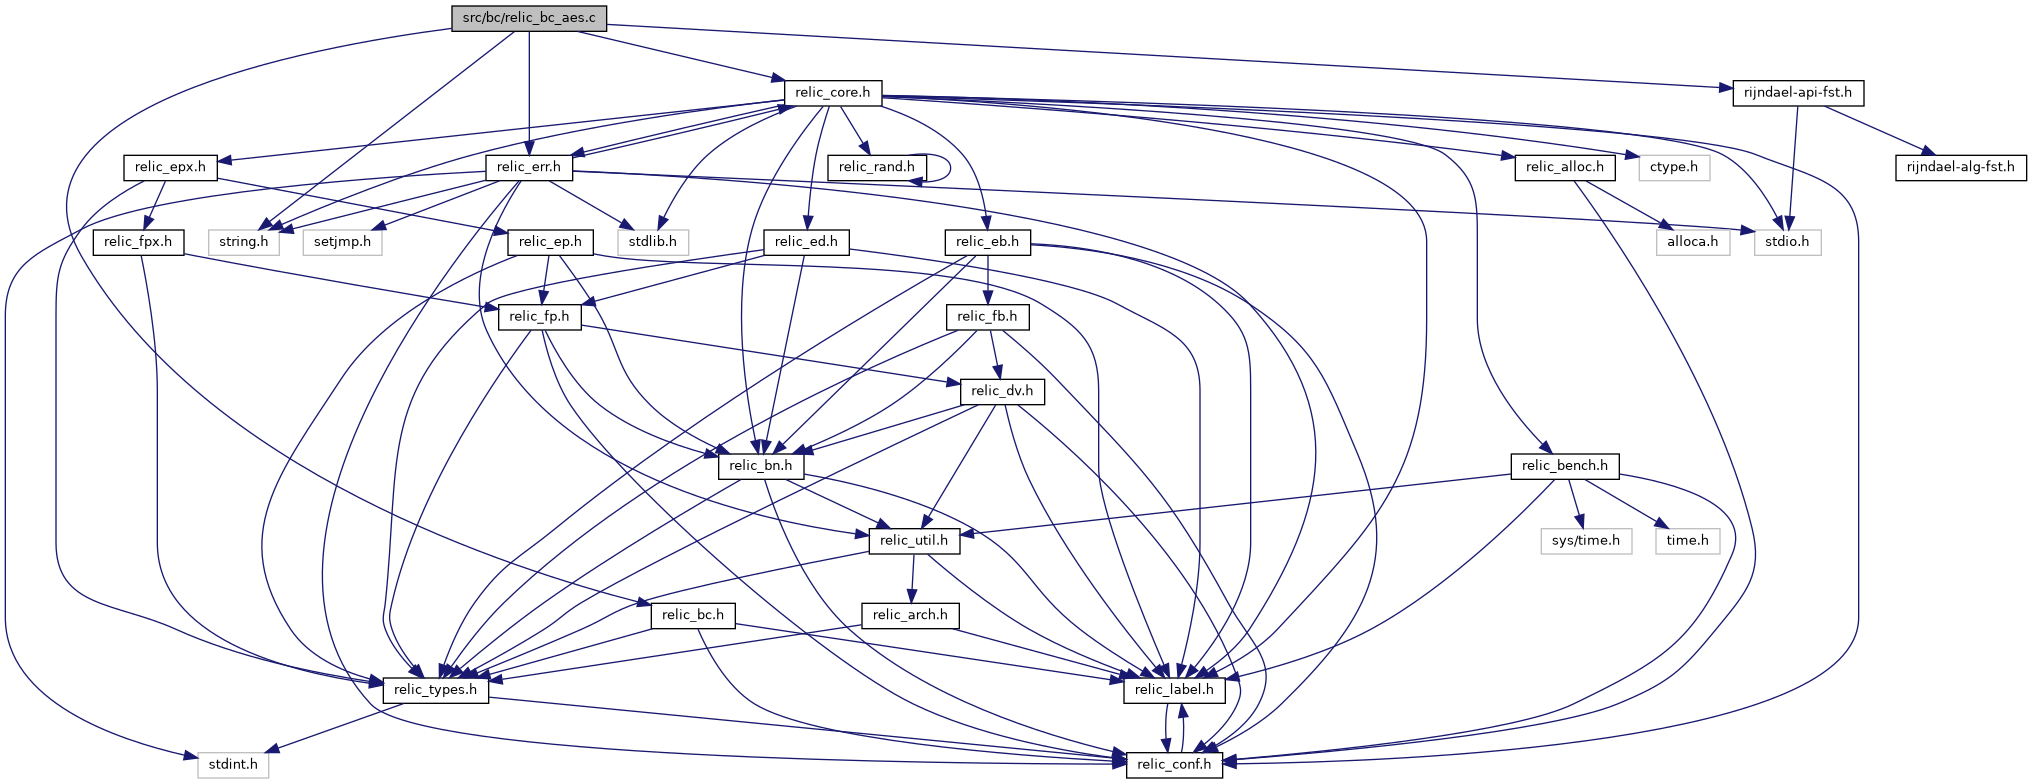 src/bc/relic_bc_aes.c
relic_core.h
rijndael-api-fst.h
relic_epx.h
relic_err.h
relic_rand.h
relic_alloc.h
ctype.h
rijndael-alg-fst.h
relic_fpx.h
string.h
setjmp.h
relic_ep.h
stdlib.h
relic_ed.h
relic_eb.h
alloca.h
stdio.h
relic_fp.h
relic_fb.h
relic_dv.h
relic_bn.h
relic_bench.h
relic_util.h
sys/time.h
time.h
relic_bc.h
relic_arch.h
relic_types.h
relic_label.h
stdint.h
relic_conf.h